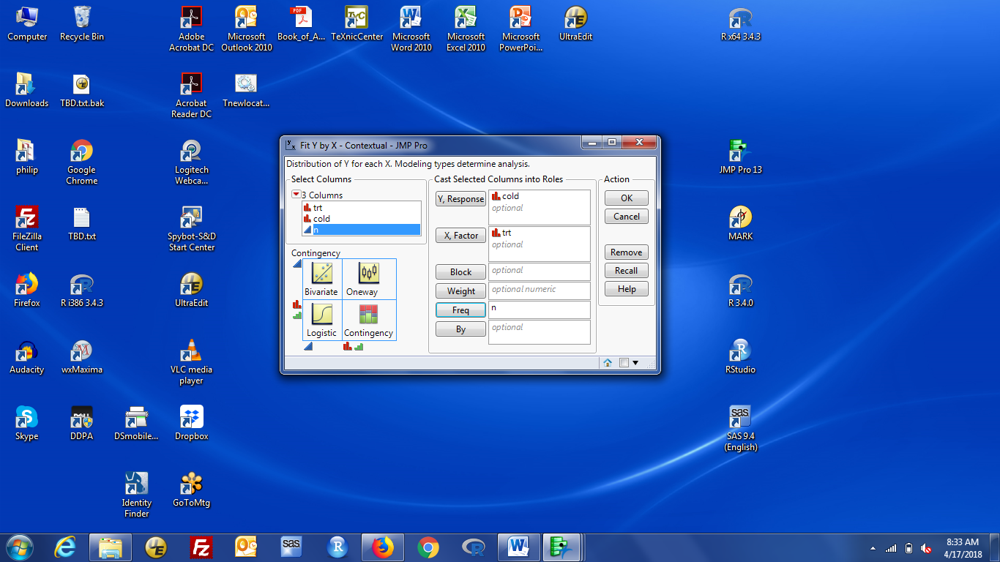 Computer
Recycle Bin
Adobe
Acrobat DC
Microsoft
Outlook 2010
PDF
Book_of_A...
TeXnicCenter
Microsoft
Word 2010
Microsoft
Excel 2010
Microsoft
PowerPoi...
UltraEdit
R x64 3.4.3
Downloads
TBD.txt.bak
Acrobat
Reader DC
Tnewlocat...
philip
Google
Chrome
Logitech
Webca...
JMP Pro 13
FileZilla
Client
TBD.txt
Spybot-S&D
Start Center
MARK
Firefox
R i386 3.4.3
UltraEdit
R 3.4.0
Audacity
wxMaxima
VLC media
player
RStudio
Skype
DDPA
DSmobile...
Dropbox
SAS 9.4
(English)
Identity
Finder
GoToMtg
Fit Y by X - Contextual - JMP Pro
Distribution of Y for each X. Modeling types determine analysis.
Select Columns
3 Columns
trt
cold
n
Contingency
Bivariate
Oneway
Logistic
Contingency
Cast Selected Columns into Roles
Y, Response
cold
optional
X, Factor
trt
optional
Block
optional
Weight
optional numeric
Freq
n
By
optional
Action
OK
Cancel
Remove
Recall
Help
8:33 AM
4/17/2018